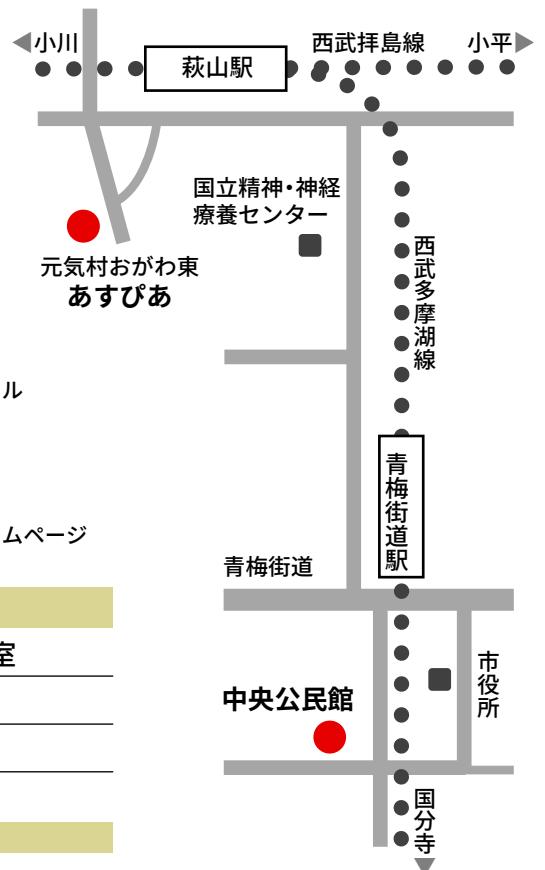 小川
西武拝島線
小平
萩山駅
国立精神・神経
療養センター
元気村おがわ東
あすぴあ
西武多摩湖線
ル
ムページ
青梅街道駅
青梅街道
室
市役所
中央公民館
国分寺